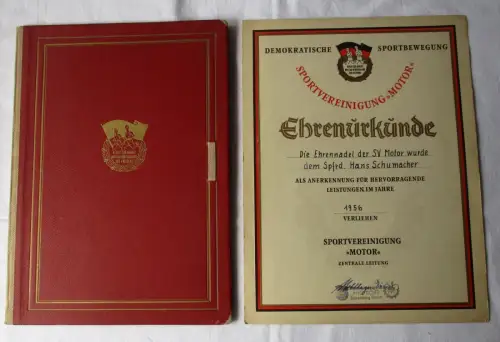 DEMOKRATISCHE SPORTBEWEGUNG
SPORTVEREINIGUNG »MOTOR«
Ehrenurkunde
Die Ehrennadel der SV Motor wurde
dem Spfrd. Hans Schumacher
ALS ANERKENNUNG FÜR HERVORRAGENDE
LEISTUNGEN IM JAHRE
1956
VERLIEHEN
SPORTVEREINIGUNG
»MOTOR«
ZENTRALE LEITUNG